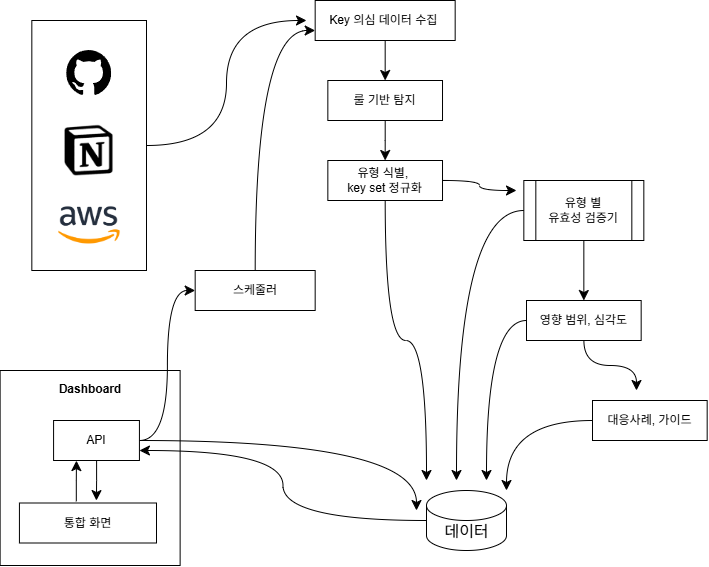 Key 의심 데이터 수집
룰 기반 탐지
유형 식별,
key set 정규화
유형 별
유효성 검증기
N
aws
스케줄러
영향 범위, 심각도
Dashboard
대응사례, 가이드
API
통합 화면
데이터